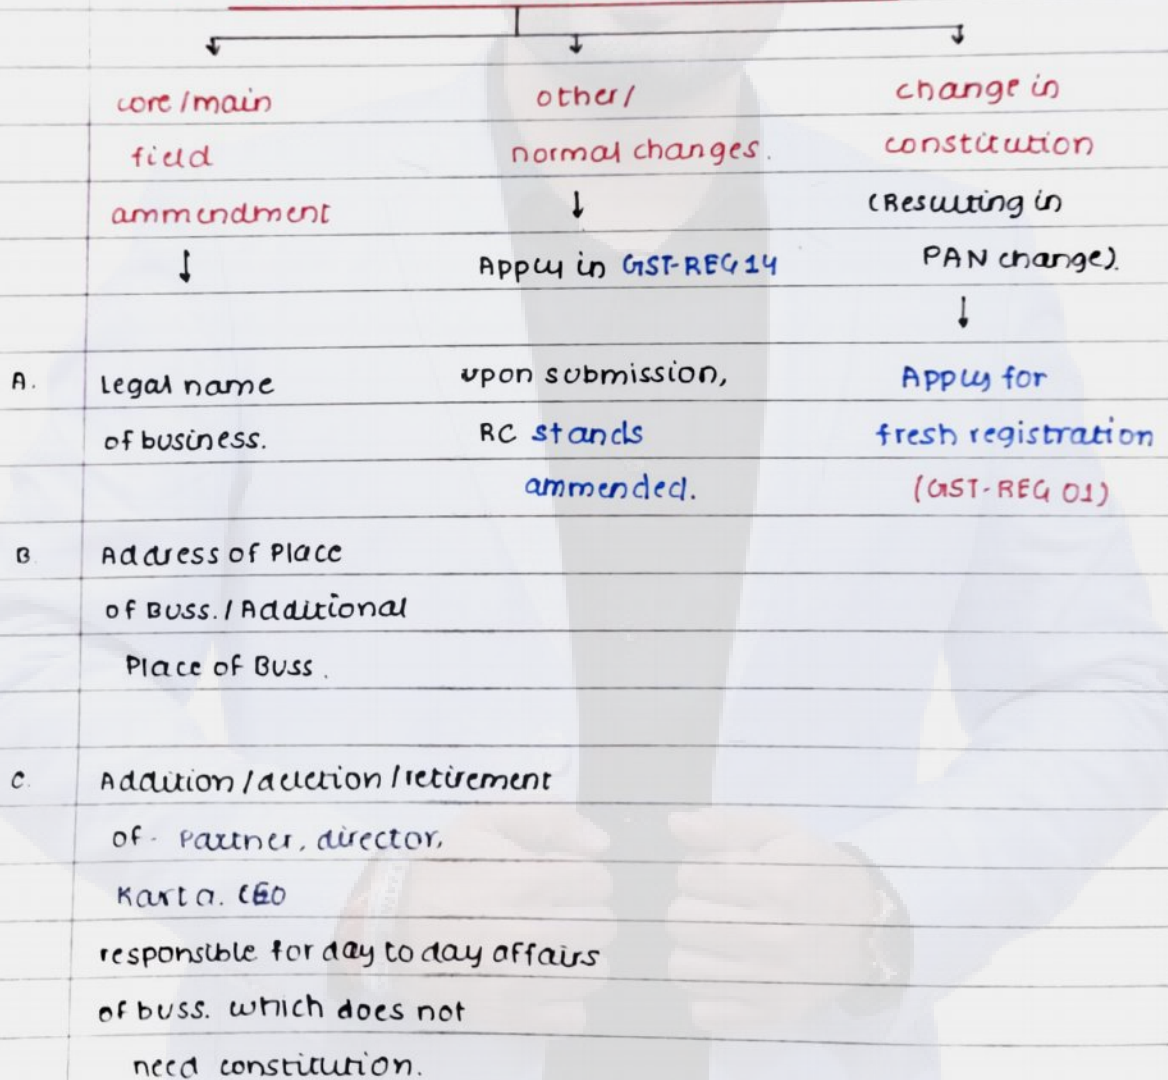 core/main
field
ammendment
other/
normal changes.
Apply in GST-REG 14
change in
constitution
(Resulting in
PAN change).
A. Legal name
of business.
upon submission,
RC stands
ammended.
Apply for
fresh registration
(GST-REG 01)
B. Address of Place
of Buss./Additional
Place of Buss.
C. Addition/deletion/retirement
of - Partner, director,
Karta. CEO
responsible for day to day affairs
of buss. which does not
need constitution.